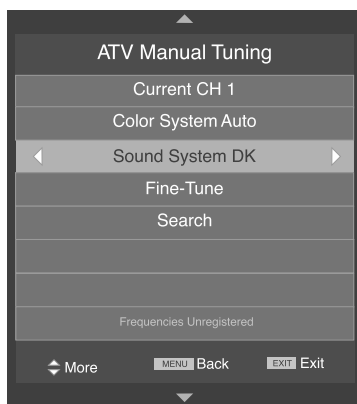 ATV Manual Tuning
Current CH 1
Color System Auto
Sound System DK
Fine-Tune
Search
Frequencies Unregistered
More MENU Back EXIT Exit